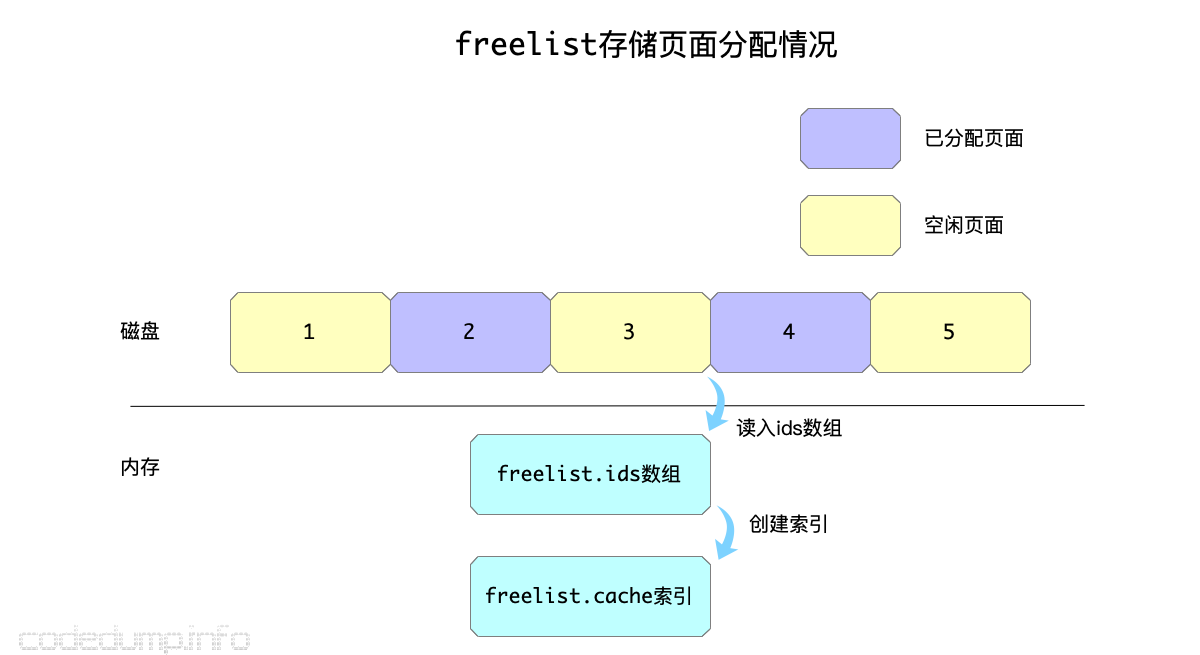 freelist存储页面分配情况
已分配页面
空闲页面
磁盘
1
2
3
4
5
读入ids数组
内存
freelist.ids数组
创建索引
freelist.cache索引
codedump.info